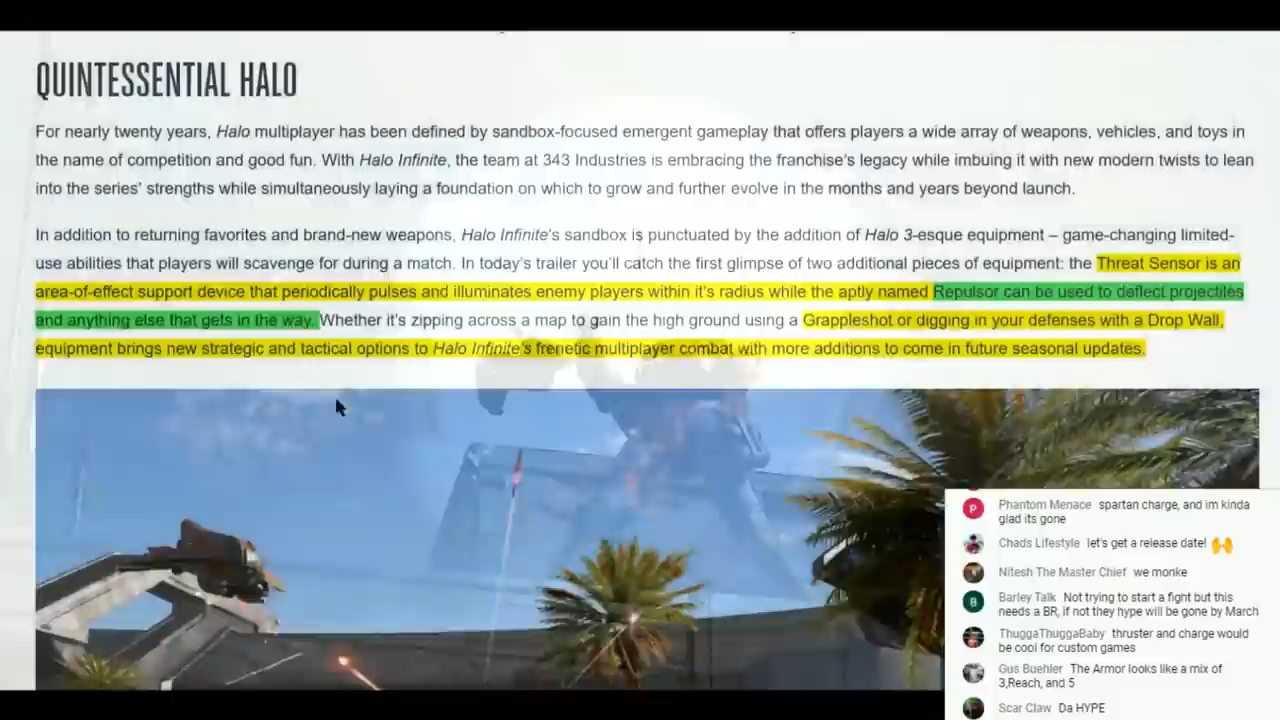 QUINTESSENTIAL HALO
For nearly twenty years, Halo multiplayer has been defined by sandbox-focused emergent gameplay that offers players a wide array of weapons, vehicles, and toys in
the name of competition and good fun. With Halo Infinite, the team at 343 Industries is embracing the franchise's legacy while imbuing it with new modern twists to lean
into the series' strengths while simultaneously laying a foundation on which to grow and further evolve in the months and years beyond launch.
In addition to returning favorites and brand-new weapons, Halo Infinite's sandbox is punctuated by the addition of Halo 3-esque equipment – game-changing limited-
use abilities that players will scavenge for during a match. In today's trailer you'll catch the first glimpse of two additional pieces of equipment: the Threat Sensor is an
area-of-effect support device that periodically pulses and illuminates enemy players within it's radius while the aptly named Repulsor can be used to deflect projectiles
and anything else that gets in the way. Whether it's zipping across a map to gain the high ground using a Grappleshot or digging in your defenses with a Drop Wall,
equipment brings new strategic and tactical options to Halo Infinite's frenetic multiplayer combat with more additions to come in future seasonal updates.
P Phantom Menace spartan charge, and im kinda
glad its gone
Chads Lifestyle let's get a release date! 🙌
Nitesh The Master Chief we monke
B Barley Talk Not trying to start a fight but this
needs a BR, if not they hype will be gone by March
ThuggaThuggaBaby thruster and charge would
be cool for custom games
Gus Buehler The Armor looks like a mix of
3,Reach, and 5
Scar Claw Da HYPE